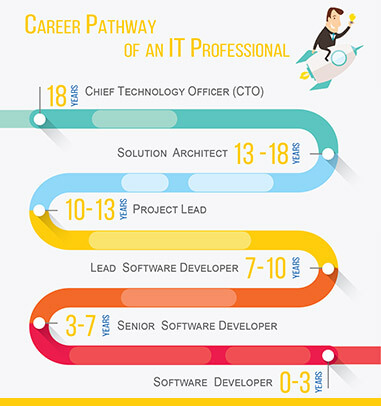 Career Pathway
of an IT Professional
18 Years Chief Technology Officer (CTO)
Solution Architect 13 -18 Years
10-13 Years Project Lead
Lead Software Developer 7-10 Years
3-7 Years Senior Software Developer
Software Developer 0-3 Years